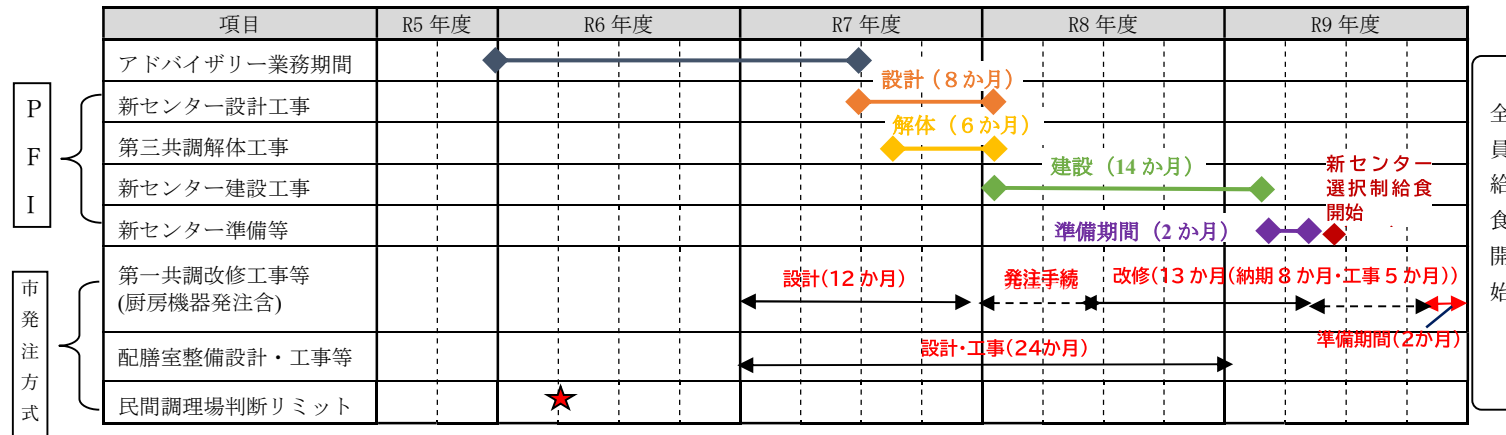 項目 R5 年度 R6 年度 R7 年度 R8 年度 R9 年度
アドバイザリー業務期間
設計（８か月）
PFI
新センター設計工事
解体（６か月）
第三共調解体工事
新センター建設工事
建設（14 か月）
新センター
選択制給食
開始
新センター準備等
準備期間（２か月）
市発注方式
第一共調改修工事等
(厨房機器発注含)
設計(12 か月)
発注手続
改修(13 か月(納期 8 か月・工事 5 か月))
準備期間(2か月)
配膳室整備設計・工事等
設計・工事(24か月)
民間調理場判断リミット
全員給食開始